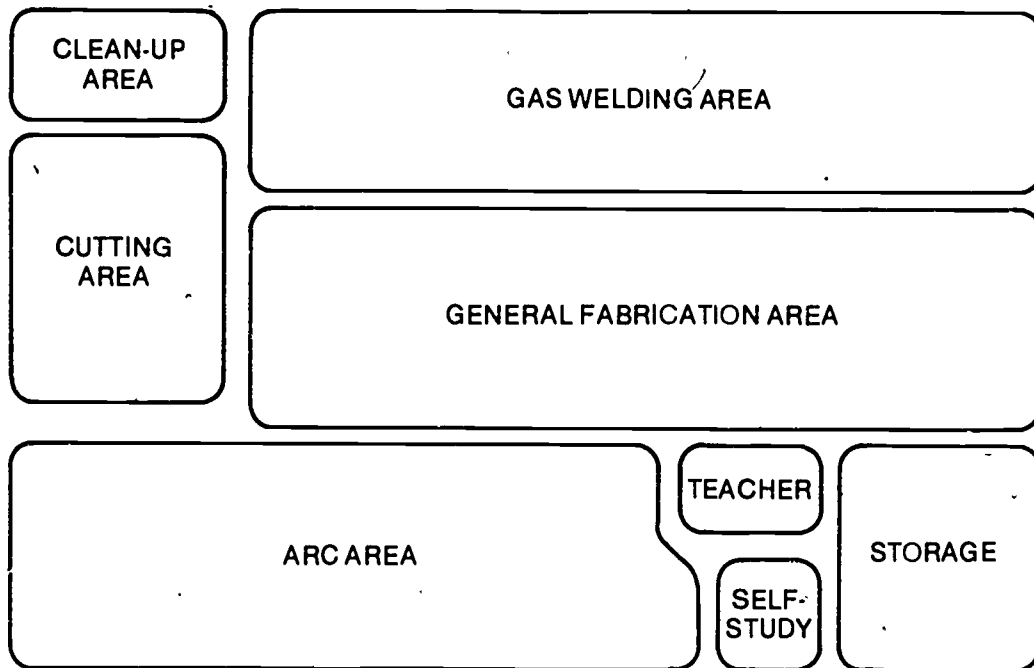 CLEAN-UP
AREA
GAS WELDING AREA
CUTTING
AREA
GENERAL FABRICATION AREA
ARC AREA
TEACHER
STORAGE
SELF-
STUDY